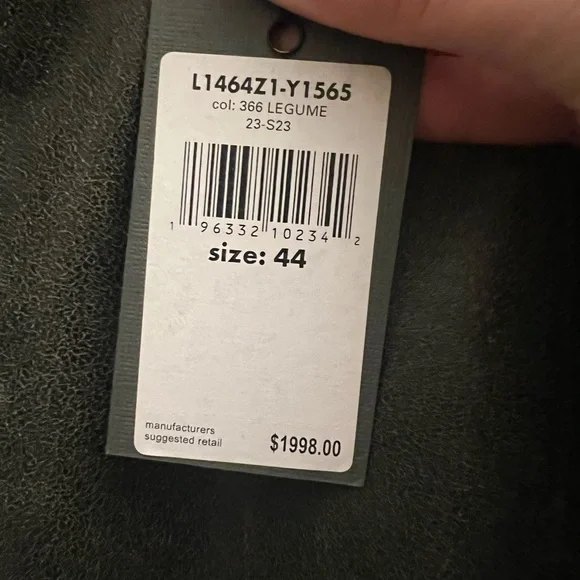 L1464Z1-Y1565
col: 366 LEGUME
23-S23
1 96332 10234 2
size: 44
manufacturers
suggested retail
$1998.00